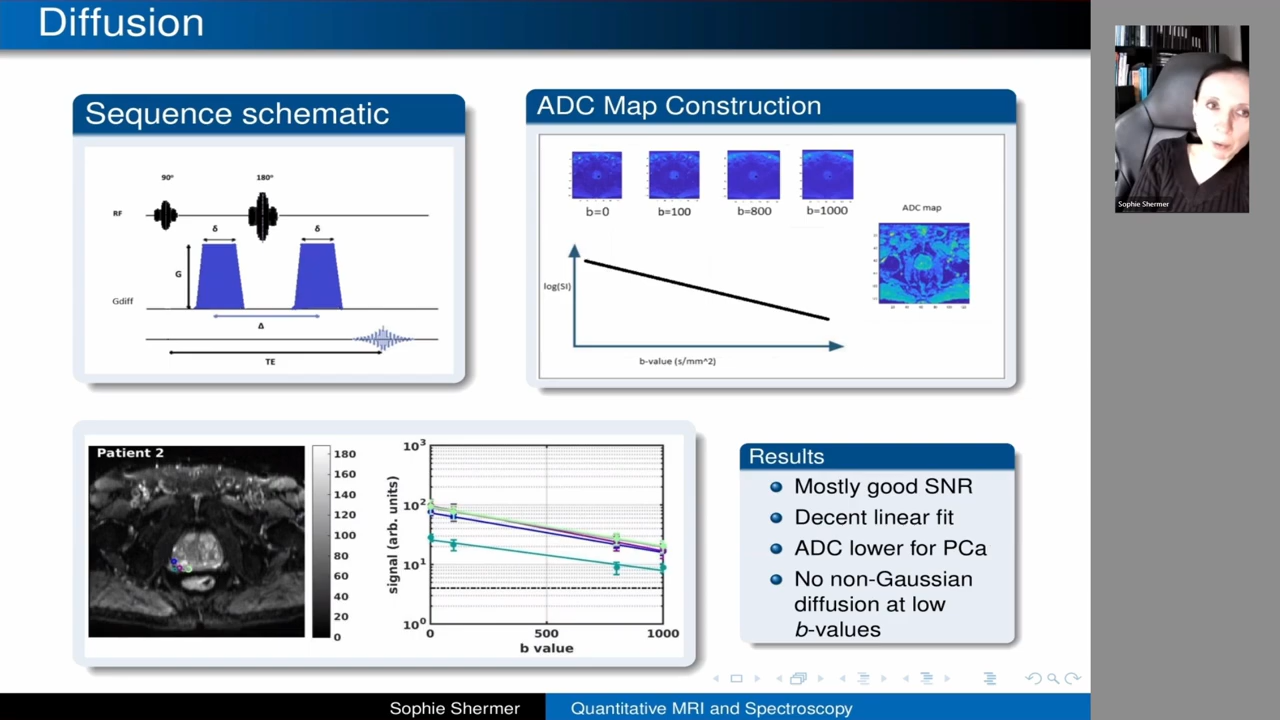 Diffusion
Sequence schematic
90°
180°
RF
δ
δ
G
Gdiff
Δ
TE
ADC Map Construction
b=0
b=100
b=800
b=1000
ADC map
log(SI)
b-value (s/mm^2)
Patient 2
180
160
140
120
100
80
60
40
20
0
signal (arb. units)
10³
10²
10¹
10⁰
0
500
1000
b value
Results
Mostly good SNR
Decent linear fit
ADC lower for PCa
No non-Gaussian
diffusion at low
b-values
Sophie Shermer
Quantitative MRI and Spectroscopy
Sophie Shermer